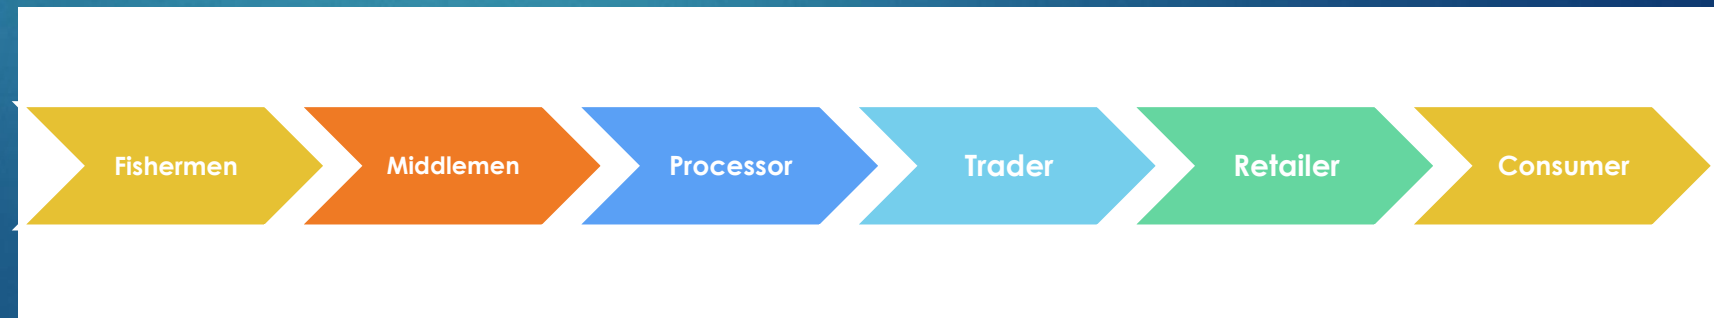 Fishermen
Middlemen
Processor
Trader
Retailer
Consumer